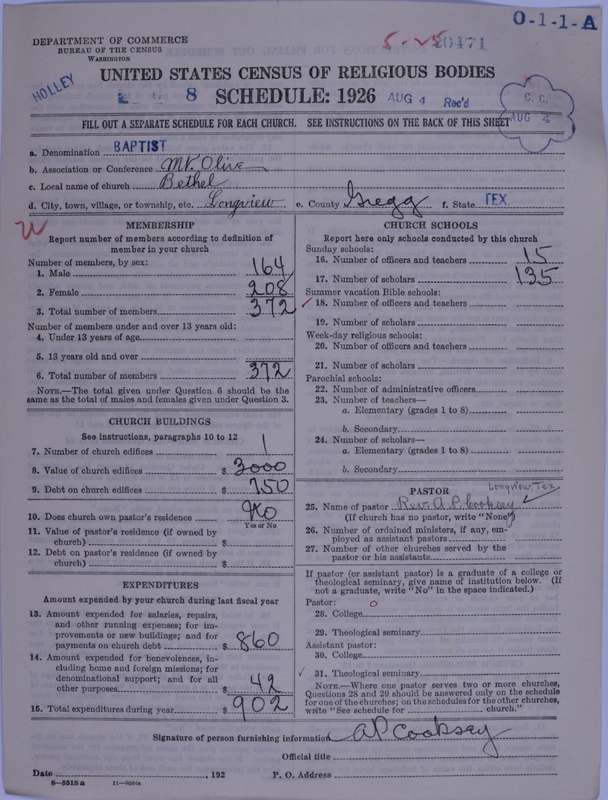 O-1-1-A
DEPARTMENT OF COMMERCE
BUREAU OF THE CENSUS
WASHINGTON
5-25 20471
UNITED STATES CENSUS OF RELIGIOUS BODIES
HOLLEY
8 SCHEDULE: 1926 AUG 4 Rec'd
C. C.
AUG 4
FILL OUT A SEPARATE SCHEDULE FOR EACH CHURCH. SEE INSTRUCTIONS ON THE BACK OF THIS SHEET
a. Denomination BAPTIST
b. Association or Conference Mt. Olive
c. Local name of church Bethel
d. City, town, village, or township, etc. Longview e. County Gregg f. State TEX.
MEMBERSHIP
Report number of members according to definition of
member in your church
Number of members, by sex:
1. Male 164
2. Female 208
3. Total number of members 372
Number of members under and over 13 years old:
4. Under 13 years of age
5. 13 years old and over
6. Total number of members 372
NOTE.—The total given under Question 6 should be the
same as the total of males and females given under Question 3.
CHURCH BUILDINGS
See instructions, paragraphs 10 to 12
7. Number of church edifices 1
8. Value of church edifices $ 3000
9. Debt on church edifices $ 750
10. Does church own pastor's residence No
Yes or No
11. Value of pastor's residence (if owned by
church) $
12. Debt on pastor's residence (if owned by
church) $
EXPENDITURES
Amount expended by your church during last fiscal year
13. Amount expended for salaries, repairs,
and other running expenses; for im-
provements or new buildings; and for
payments on church debt $ 860
14. Amount expended for benevolences, in-
cluding home and foreign missions; for
denominational support; and for all
other purposes $ 42
15. Total expenditures during year $ 902
CHURCH SCHOOLS
Report here only schools conducted by this church
Sunday schools:
16. Number of officers and teachers 15
17. Number of scholars 135
Summer vacation Bible schools:
18. Number of officers and teachers
19. Number of scholars
Week-day religious schools:
20. Number of officers and teachers
21. Number of scholars
Parochial schools:
22. Number of administrative officers
23. Number of teachers—
a. Elementary (grades 1 to 8)
b. Secondary
24. Number of scholars—
a. Elementary (grades 1 to 8)
b. Secondary
PASTOR
Longview, Tex
25. Name of pastor Rev. A. P. Cooksey
(If church has no pastor, write "None")
26. Number of ordained ministers, if any, em-
ployed as assistant pastors
27. Number of other churches served by the
pastor or his assistants
If pastor (or assistant pastor) is a graduate of a college or
theological seminary, give name of institution below. (If
not a graduate, write "No" in the space indicated.)
Pastor:
28. College
29. Theological seminary
Assistant pastor:
30. College
31. Theological seminary
NOTE.—Where one pastor serves two or more churches,
Questions 28 and 29 should be answered only on the schedule
for one of the churches; on the schedules for the other churches,
write "See schedule for church."
Signature of person furnishing information A P Cooksey
Official title
Date , 192 P. O. Address
8-5518 a 11-9054a